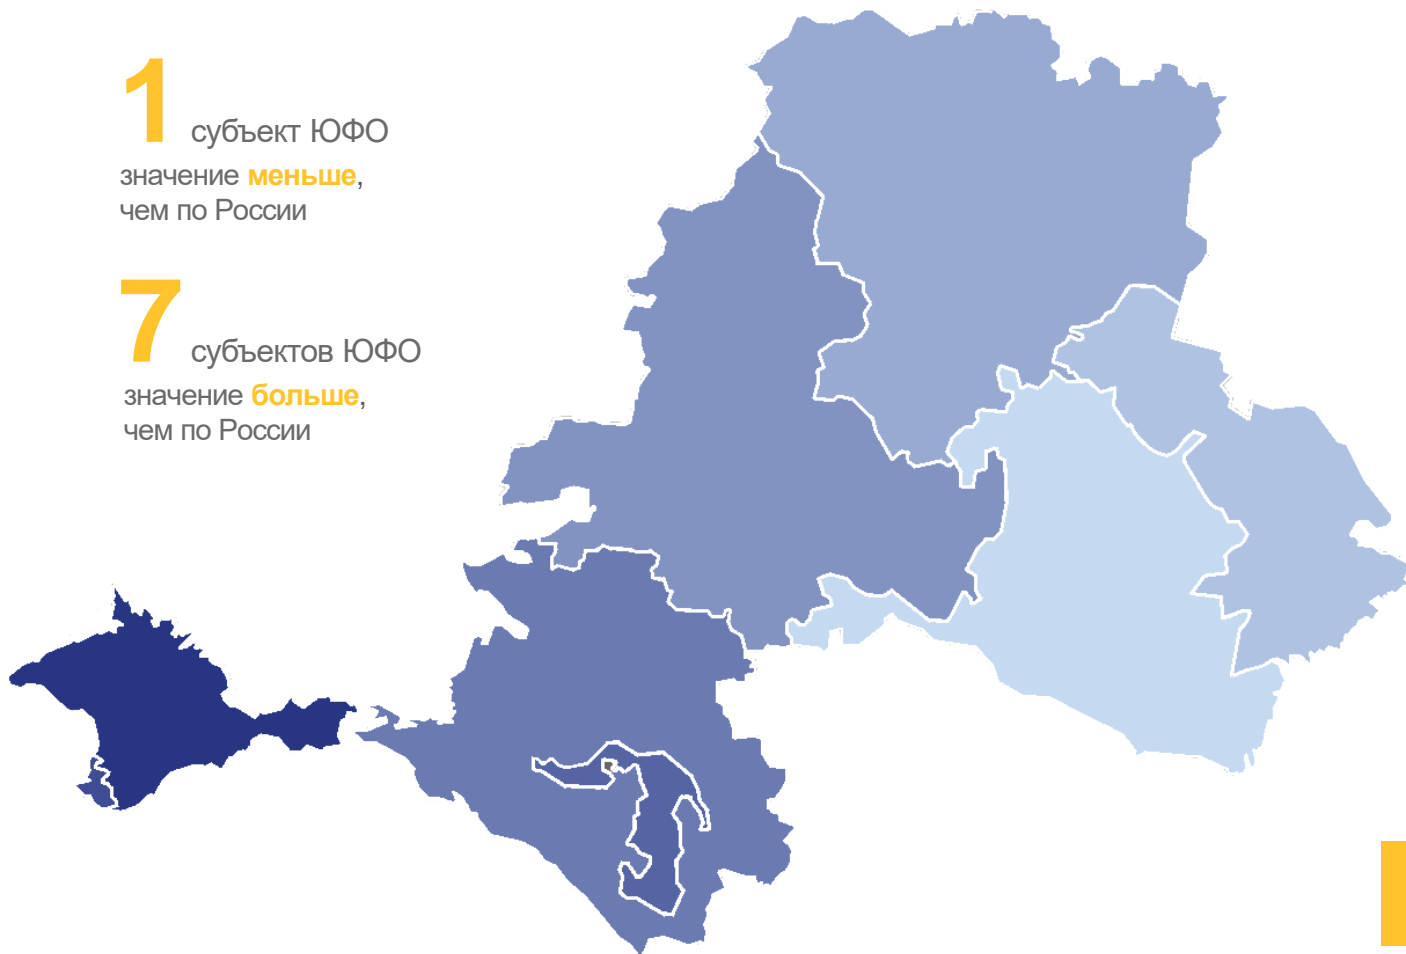 1 субъект ЮФО
значение меньше,
чем по России
7 субъектов ЮФО
значение больше,
чем по России